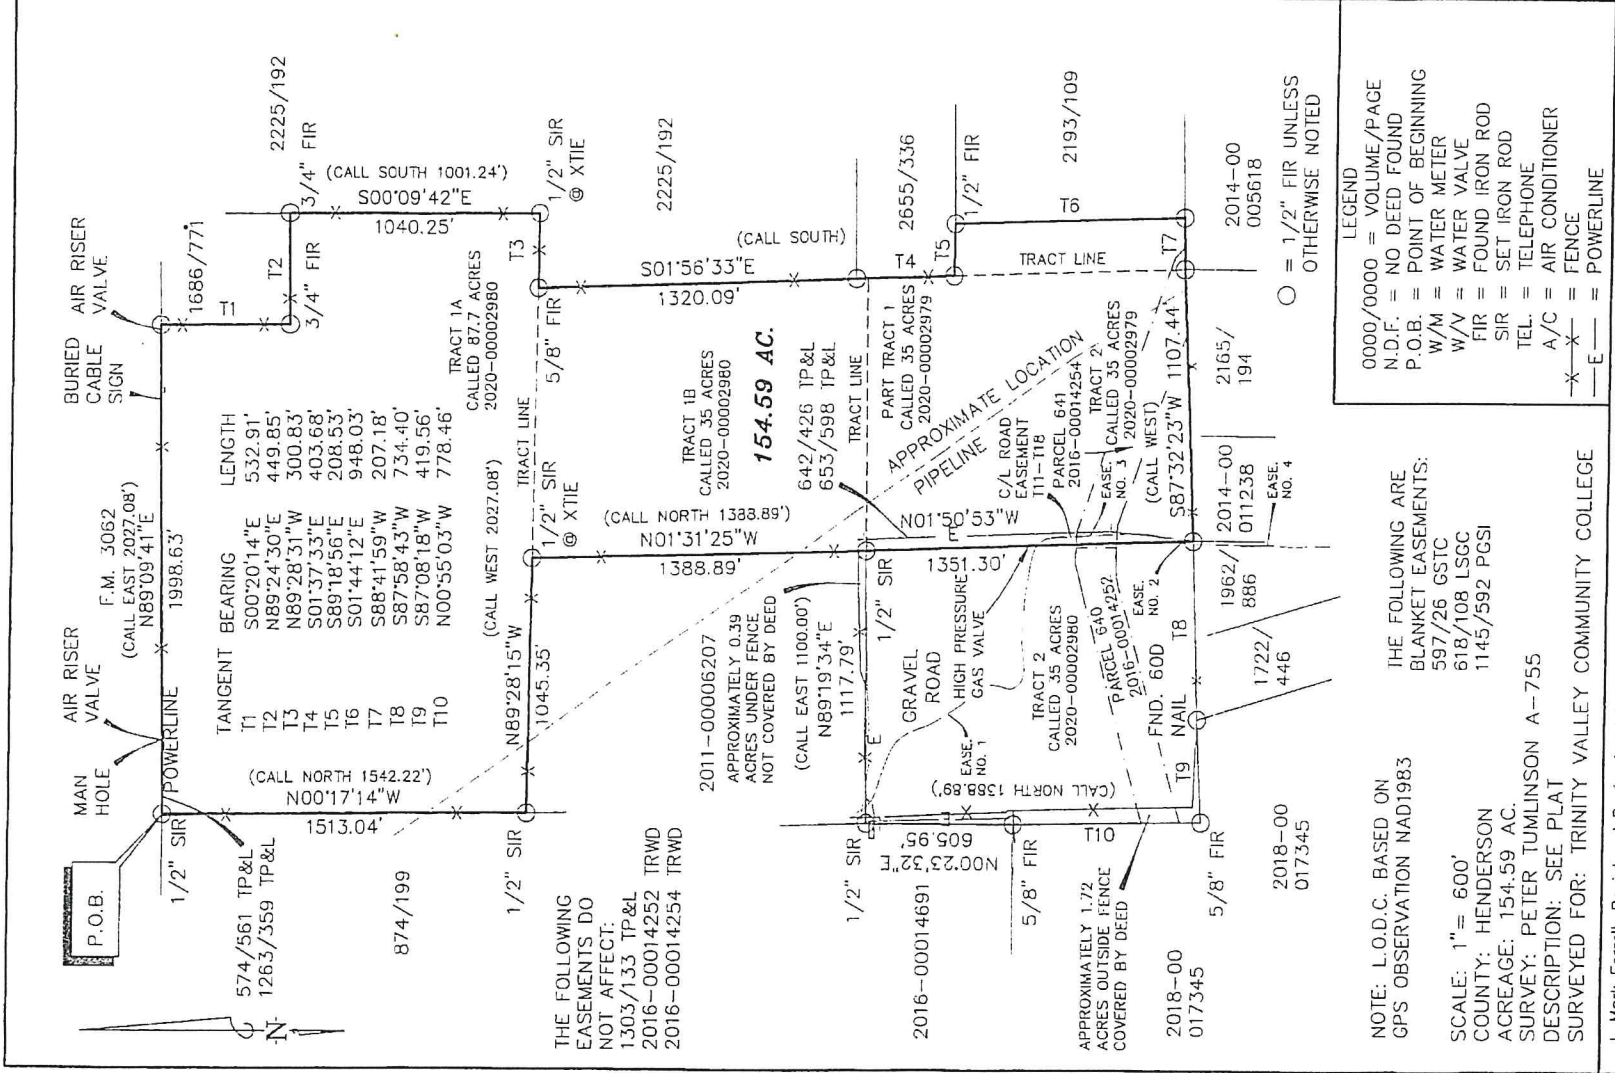 P.O.B.
574/561 TP&L
1263/359 TP&L
N
MAN
HOLE
POWERLINE
AIR RISER
VALVE
F.M. 3062
(CALL EAST 2027.08')
N89°09'41"E
1998.63'
BURIED
CABLE
SIGN
AIR RISER
VALVE
1/2" SIR
1686/771
T1
T2
3/4" FIR
3/4" FIR
2225/192
(CALL SOUTH 1001.24')
S00°09'42"E
1040.25'
1/2" SIR
@ XTIE
T3
TANGENT BEARING LENGTH
T1 S00°20'14"E 532.91'
T2 N89°24'30"E 449.85'
T3 N89°28'31"W 300.83'
T4 S01°37'33"E 403.68'
T5 S89°18'56"E 208.53'
T6 S01°44'12"E 948.03'
T7 S88°41'59"W 207.18'
T8 S87°58'43"W 734.40'
T9 S87°08'18"W 419.56'
T10 N00°55'03"W 778.46'
TRACT 1A
CALLED 87.7 ACRES
2020-00002980
(CALL NORTH 1542.22')
N00°17'14"W
1513.04'
874/199
1/2" SIR
(CALL WEST 2027.08')
N89°28'15"W
1045.35'
TRACT LINE
1/2" SIR
@ XTIE
5/8" FIR
2225/192
(CALL SOUTH)
S01°56'33"E
1320.09'
TRACT 1B
CALLED 35 ACRES
2020-00002980
154.59 AC.
(CALL NORTH 1388.89')
N01°31'25"W
1388.89'
642/426 TP&L
653/598 TP&L
TRACT LINE
THE FOLLOWING
EASEMENTS DO
NOT AFFECT:
1303/133 TP&L
2016-00014252 TRWD
2016-00014254 TRWD
2011-00006207
APPROXIMATELY 0.39
ACRES UNDER FENCE
NOT COVERED BY DEED
(CALL EAST 1100.00')
N89°19'34"E
1117.79'
1/2" SIR
1/2" SIR
PART TRACT 1
CALLED 35 ACRES
2020-00002979
T4
2655/336
T5
1/2" FIR
APPROXIMATE LOCATION
PIPELINE
TRACT LINE
T6
2193/109
E
GRAVEL
ROAD
HIGH PRESSURE
GAS VALVE
E
N01°50'53"W
1351.30'
C/L ROAD
EASEMENT
T11-T18
PARCEL 641
2016-00014254
EASE.
NO. 3
TRACT 2
CALLED 35 ACRES
2020-00002979
(CALL WEST)
S87°32'23"W 1107.44'
T7
2016-00014691
N00°23'32"E
605.95'
E
EASE.
NO. 1
(CALL NORTH 1388.89')
TRACT 2
CALLED 35 ACRES
2020-00002980
PARCEL 640
2016-00014252
EASE.
NO. 2
5/8" FIR
T10
APPROXIMATELY 1.72
ACRES OUTSIDE FENCE
COVERED BY DEED
FND. 60D
NAIL
T9
T8
5/8" FIR
2018-00
017345
2018-00
017345
1722/
446
1962/
886
2014-00
011238
EASE.
NO. 4
2165/
194
2014-00
005618
O = 1/2" FIR UNLESS
OTHERWISE NOTED
NOTE: L.O.D.C. BASED ON
GPS OBSERVATION NAD1983
THE FOLLOWING ARE
BLANKET EASEMENTS:
597/26 GSTC
618/108 LSGC
1145/592 PGSI
SCALE: 1"= 600'
COUNTY: HENDERSON
ACREAGE: 154.59 AC.
SURVEY: PETER TUMLINSON A-755
DESCRIPTION: SEE PLAT
SURVEYED FOR: TRINITY VALLEY COMMUNITY COLLEGE
LEGEND
0000/0000 = VOLUME/PAGE
N.D.F. = NO DEED FOUND
P.O.B. = POINT OF BEGINNING
W/M = WATER METER
W/V = WATER VALVE
FIR = FOUND IRON ROD
SIR = SET IRON ROD
TEL. = TELEPHONE
A/C = AIR CONDITIONER
—X— = FENCE
—E— = POWERLINE